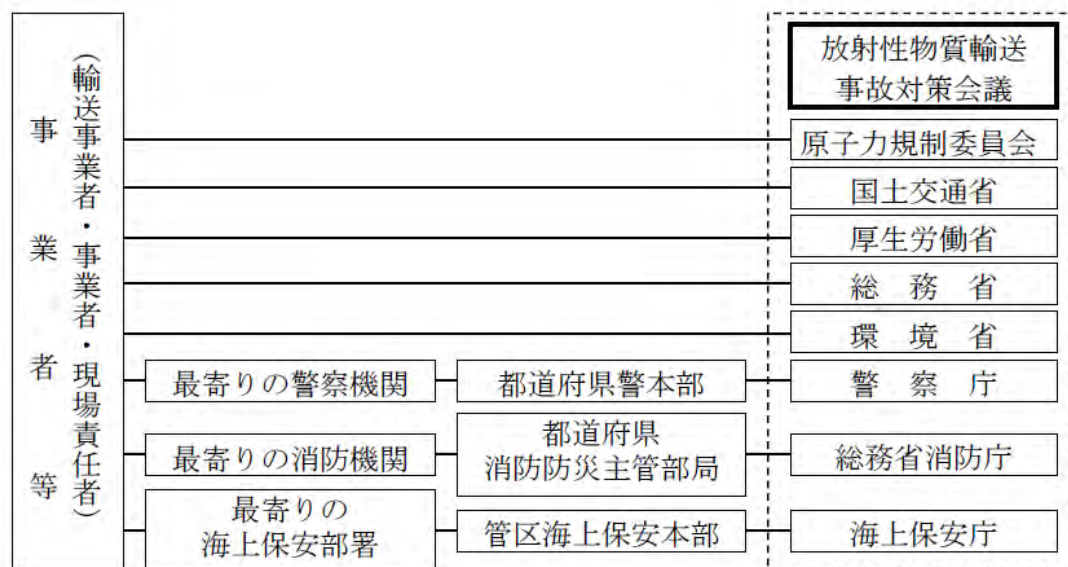 事業者等
(輸送事業者・事業者・現場責任者)
放射性物質輸送
事故対策会議
原子力規制委員会
国土交通省
厚生労働省
総務省
環境省
最寄りの警察機関
都道府県警本部
警察庁
最寄りの消防機関
都道府県
消防防災主管部局
総務省消防庁
最寄りの
海上保安部署
管区海上保安本部
海上保安庁